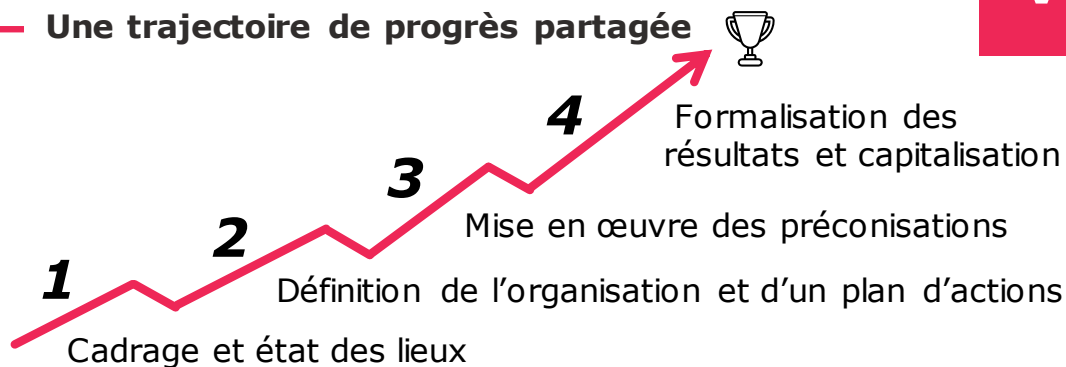 Une trajectoire de progrès partagée
4
Formalisation des
résultats et capitalisation
3
Mise en œuvre des préconisations
2
Définition de l’organisation et d’un plan d’actions
1
Cadrage et état des lieux